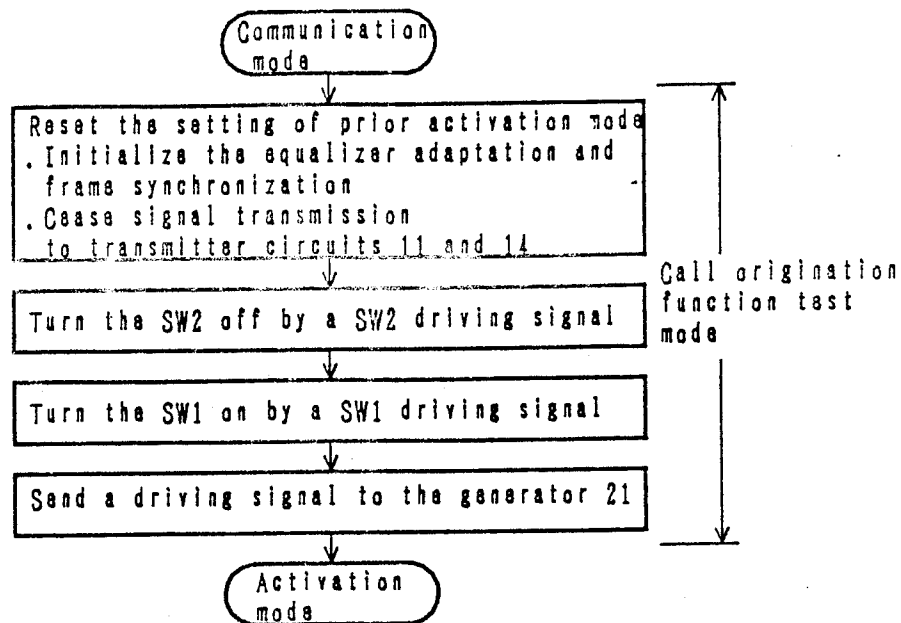 Communication
mode
Reset the setting of prior activation mode
. Initialize the equalizer adaptation and
frame synchronization
. Cease signal transmission
to transmitter circuits 11 and 14
Turn the SW2 off by a SW2 driving signal
Turn the SW1 on by a SW1 driving signal
Send a driving signal to the generator 21
Activation
mode
Call origination
function test
mode